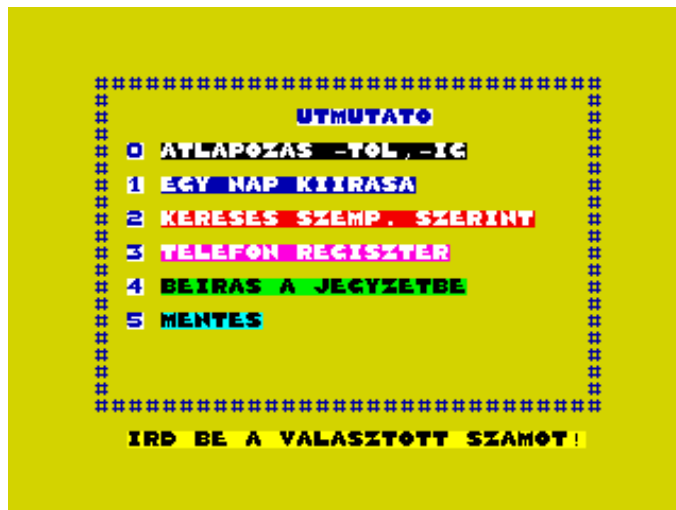 UTMUTATO
0 ATLAPOZAS -TOL,-IG
1 EGY NAP KIIRASA
2 KERESES SZEMP. SZERINT
3 TELEFON REGISZTER
4 BEIRAS A JEGYZETBE
5 MENTES
IRD BE A VALASZTOTT SZAMOT!